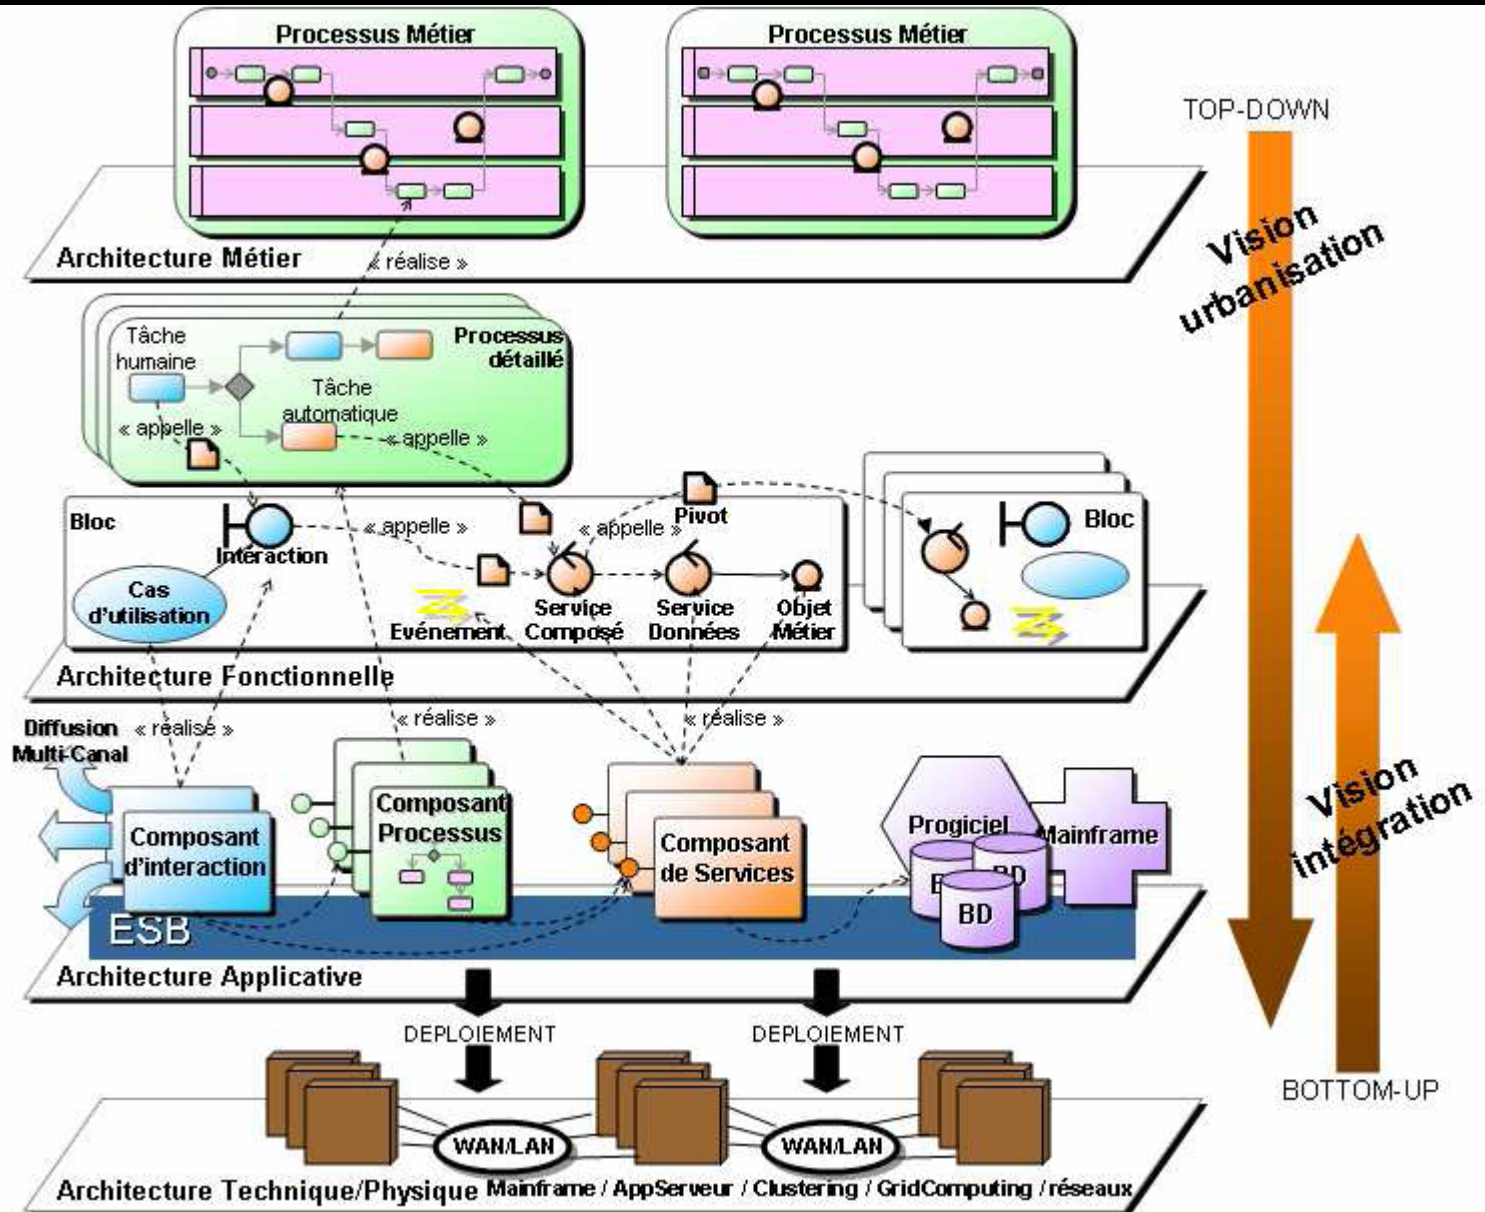 Processus Métier
Processus Métier
TOP-DOWN
Vision
urbanisation
Architecture Métier
« réalise »
Tâche
humaine
Processus
détaillé
Tâche
automatique
« appelle »
« appelle »
Bloc
Intéraction
« appelle »
« appelle »
Pivot
Bloc
Cas
d'utilisation
Evénement
Service
Composé
Service
Données
Objet
Métier
Architecture Fonctionnelle
Diffusion
Multi-Canal
« réalise »
« réalise »
« réalise »
Vision
intégration
Composant
d'interaction
Composant
Processus
Composant
de Services
Progiciel
Mainframe
BD
BD
BD
ESB
Architecture Applicative
DEPLOIEMENT
DEPLOIEMENT
BOTTOM-UP
WAN/LAN
WAN/LAN
Architecture Technique/Physique
Mainframe / AppServeur / Clustering / GridComputing / réseaux